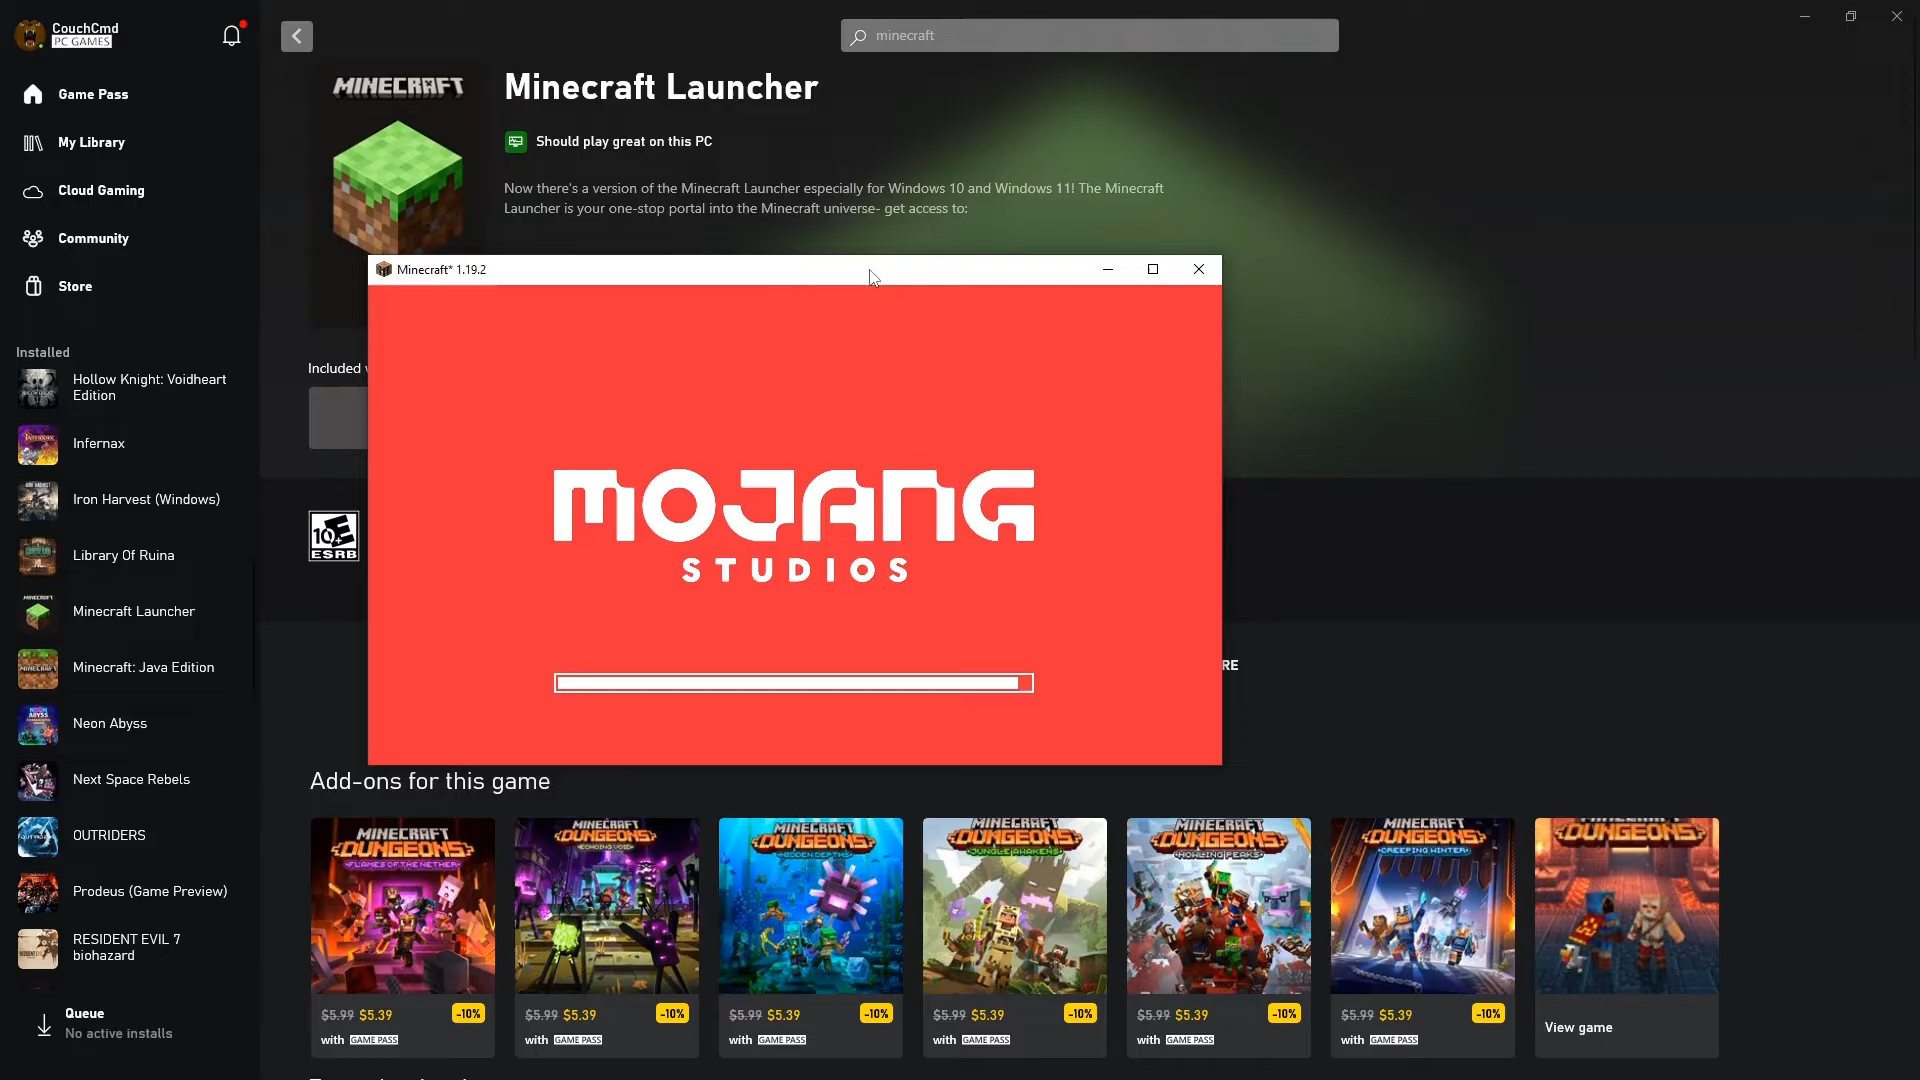 CouchCmd
PC GAMES
Game Pass
My Library
Cloud Gaming
Community
Store
Installed
Hollow Knight: Voidheart
Edition
Infernax
Iron Harvest (Windows)
Library Of Ruina
Minecraft Launcher
Minecraft: Java Edition
Neon Abyss
Next Space Rebels
OUTRIDERS
Prodeus (Game Preview)
RESIDENT EVIL 7
biohazard
Queue
No active installs
minecraft
MINECRAFT
Minecraft Launcher
Should play great on this PC
Now there's a version of the Minecraft Launcher especially for Windows 10 and Windows 11! The Minecraft
Launcher is your one-stop portal into the Minecraft universe- get access to:
Included
Minecraft* 1.19.2
MOJANG
STUDIOS
10+
ESRB
RE
Add-ons for this game
MINECRAFT
DUNGEONS
FLAMES OF THE NETHER
$5.99 $5.39
-10%
with GAME PASS
MINECRAFT
DUNGEONS
ECHOING VOID
$5.99 $5.39
-10%
with GAME PASS
MINECRAFT
DUNGEONS
HIDDEN DEPTHS
$5.99 $5.39
-10%
with GAME PASS
MINECRAFT
DUNGEONS
JUNGLE AWAKENS
$5.99 $5.39
-10%
with GAME PASS
MINECRAFT
DUNGEONS
HOWLING PEAKS
$5.99 $5.39
-10%
with GAME PASS
MINECRAFT
DUNGEONS
CREEPING WINTER
$5.99 $5.39
-10%
with GAME PASS
DUNGEONS
View game